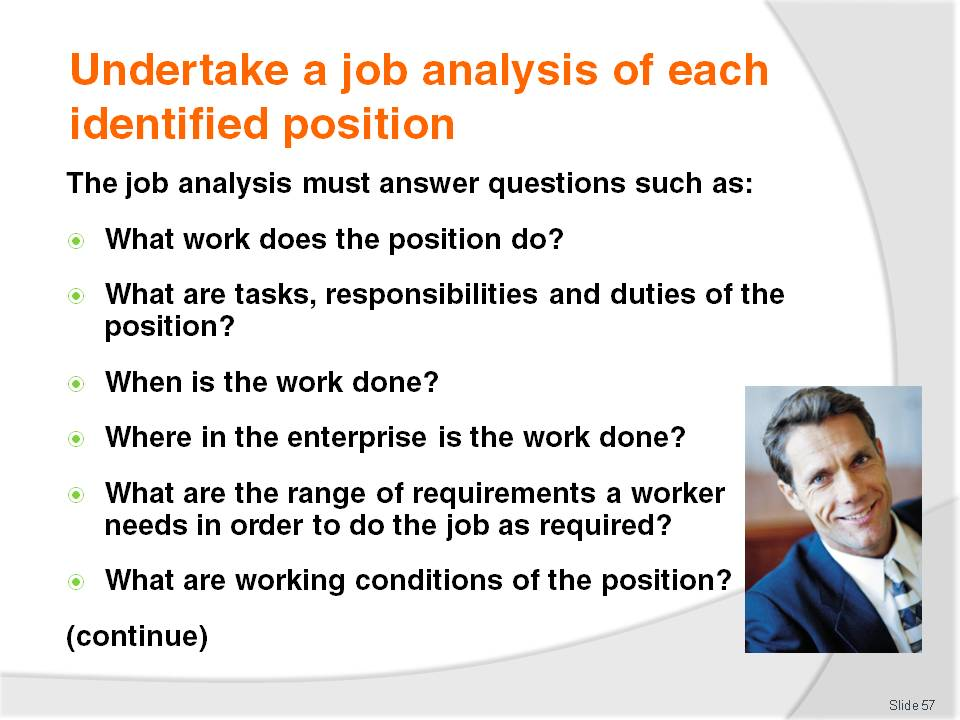 Undertake a job analysis of each
identified position
The job analysis must answer questions such as:
What work does the position do?
What are tasks, responsibilities and duties of the
position?
When is the work done?
Where in the enterprise is the work done?
What are the range of requirements a worker
needs in order to do the job as required?
What are working conditions of the position?
(continue)
Slide 57